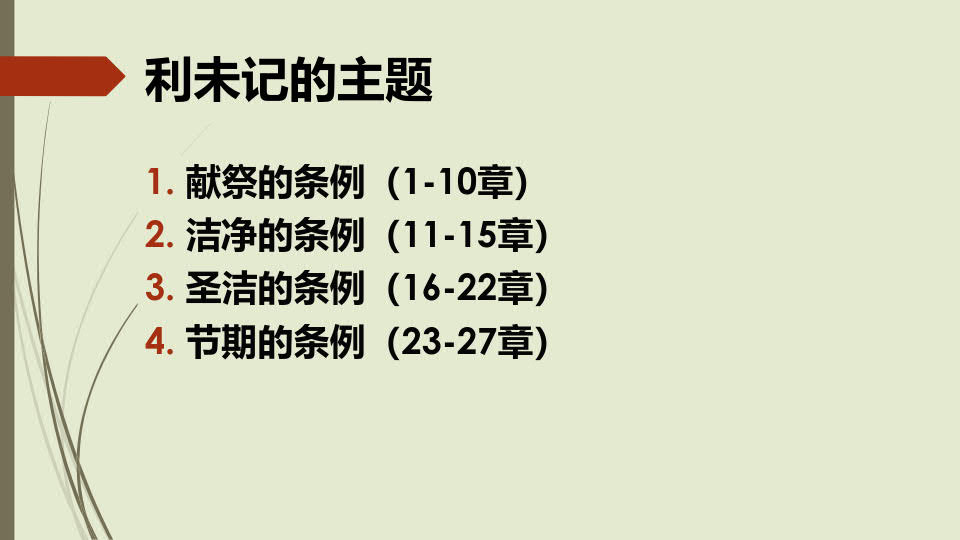 利未记的主题
1. 献祭的条例（1-10章）
2. 洁净的条例（11-15章）
3. 圣洁的条例（16-22章）
4. 节期的条例（23-27章）